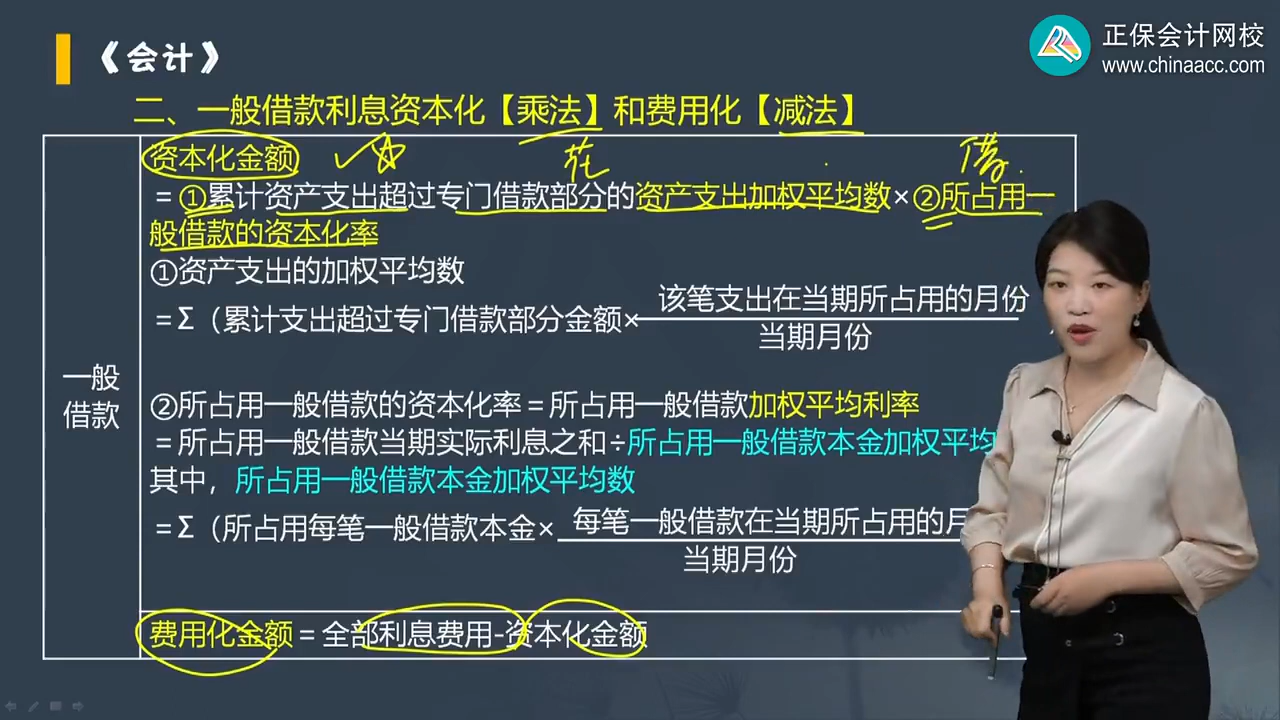 《会计》
正保会计网校
www.chinaacc.com
二、一般借款利息资本化【乘法】和费用化【减法】
资本化金额
花
借
=①累计资产支出超过专门借款部分的资产支出加权平均数×②所占用一
般借款的资本化率
①资产支出的加权平均数
=Σ（累计支出超过专门借款部分金额×
该笔支出在当期所占用的月份
当期月份
一般
借款
②所占用一般借款的资本化率=所占用一般借款加权平均利率
=所占用一般借款当期实际利息之和÷所占用一般借款本金加权平均
其中，所占用一般借款本金加权平均数
=Σ（所占用每笔一般借款本金×
每笔一般借款在当期所占用的月
当期月份
费用化金额=全部利息费用-资本化金额